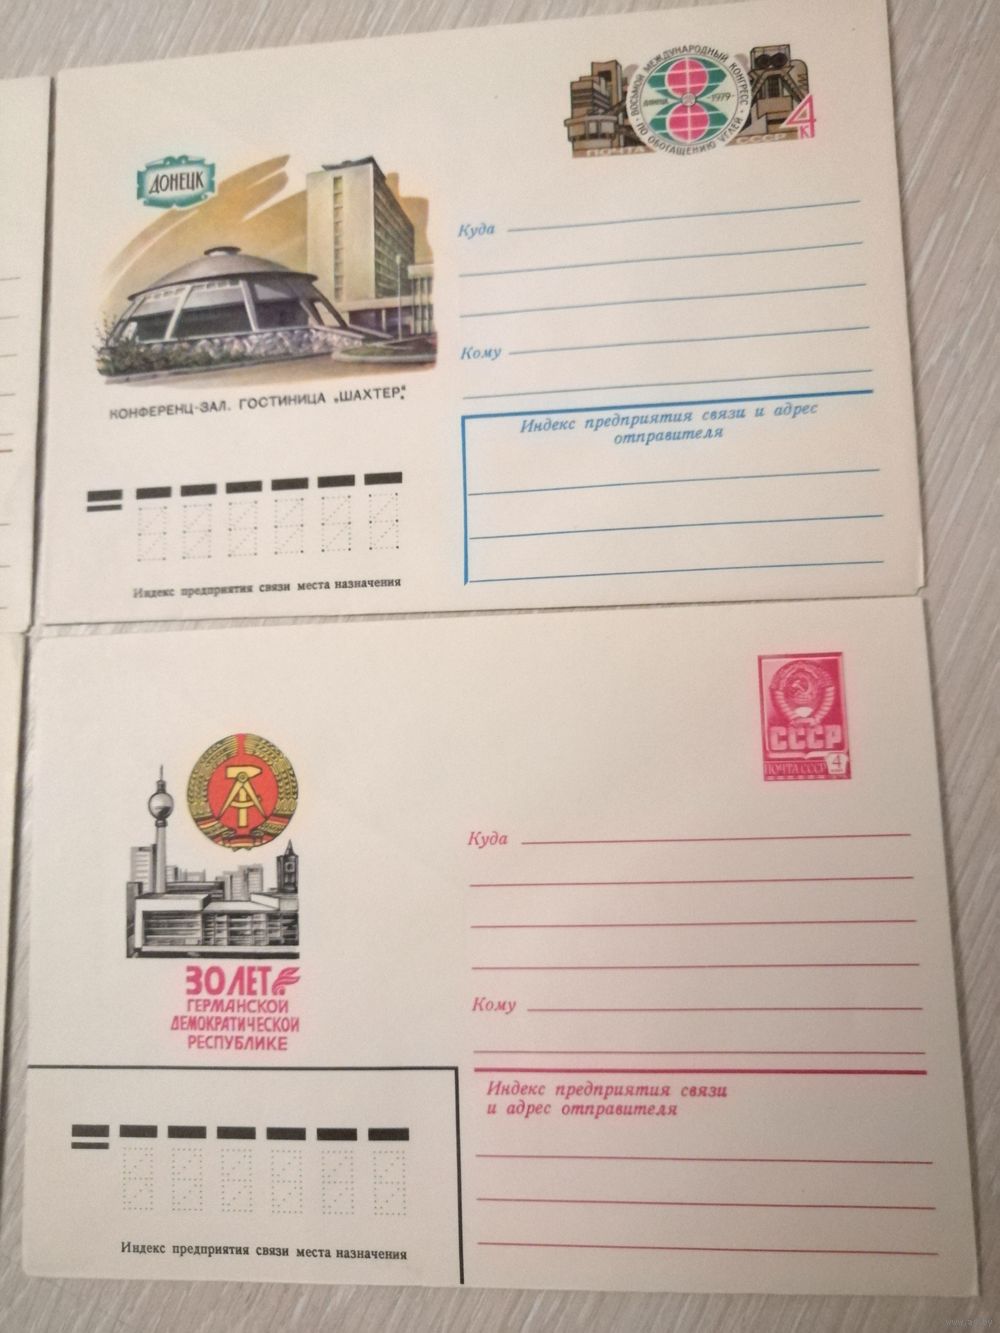 ВОСЬМОЙ МЕЖДУНАРОДНЫЙ КОНГРЕСС
ПО ОБОГАЩЕНИЮ УГЛЕЙ
ДОНЕЦК 1979
ПОЧТА СССР
4 К
ДОНЕЦК
КОНФЕРЕНЦ-ЗАЛ. ГОСТИНИЦА „ШАХТЕР“.
Куда
Кому
Индекс предприятия связи и адрес
отправителя
Индекс предприятия связи места назначения
СССР
ПОЧТА СССР 4
30 ЛЕТ
ГЕРМАНСКОЙ
ДЕМОКРАТИЧЕСКОЙ
РЕСПУБЛИКЕ
Куда
Кому
Индекс предприятия связи
и адрес отправителя
Индекс предприятия связи места назначения